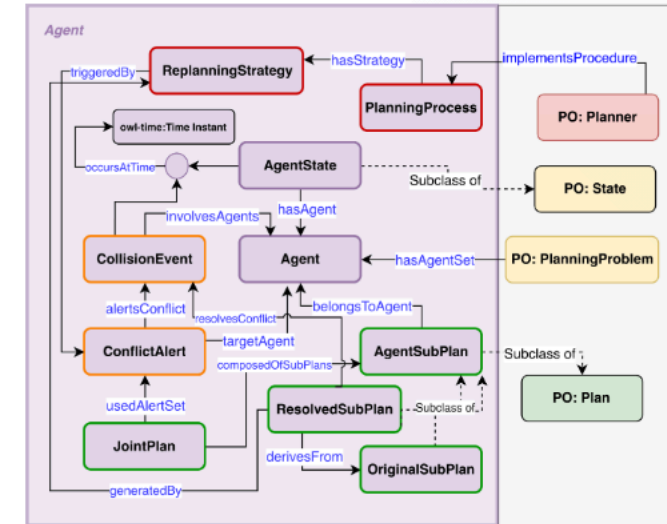 Agent
triggeredBy
ReplanningStrategy
hasStrategy
implementsProcedure
PlanningProcess
PO: Planner
owl-time:Time Instant
occursAtTime
AgentState
Subclass of
PO: State
hasAgent
involvesAgents
CollisionEvent
Agent
hasAgentSet
PO: PlanningProblem
alertsConflict
resolvesConflict
belongsToAgent
targetAgent
ConflictAlert
composedOfSubPlans
AgentSubPlan
Subclass of
PO: Plan
usedAlertSet
ResolvedSubPlan
Subclass of
JointPlan
derivesFrom
OriginalSubPlan
generatedBy